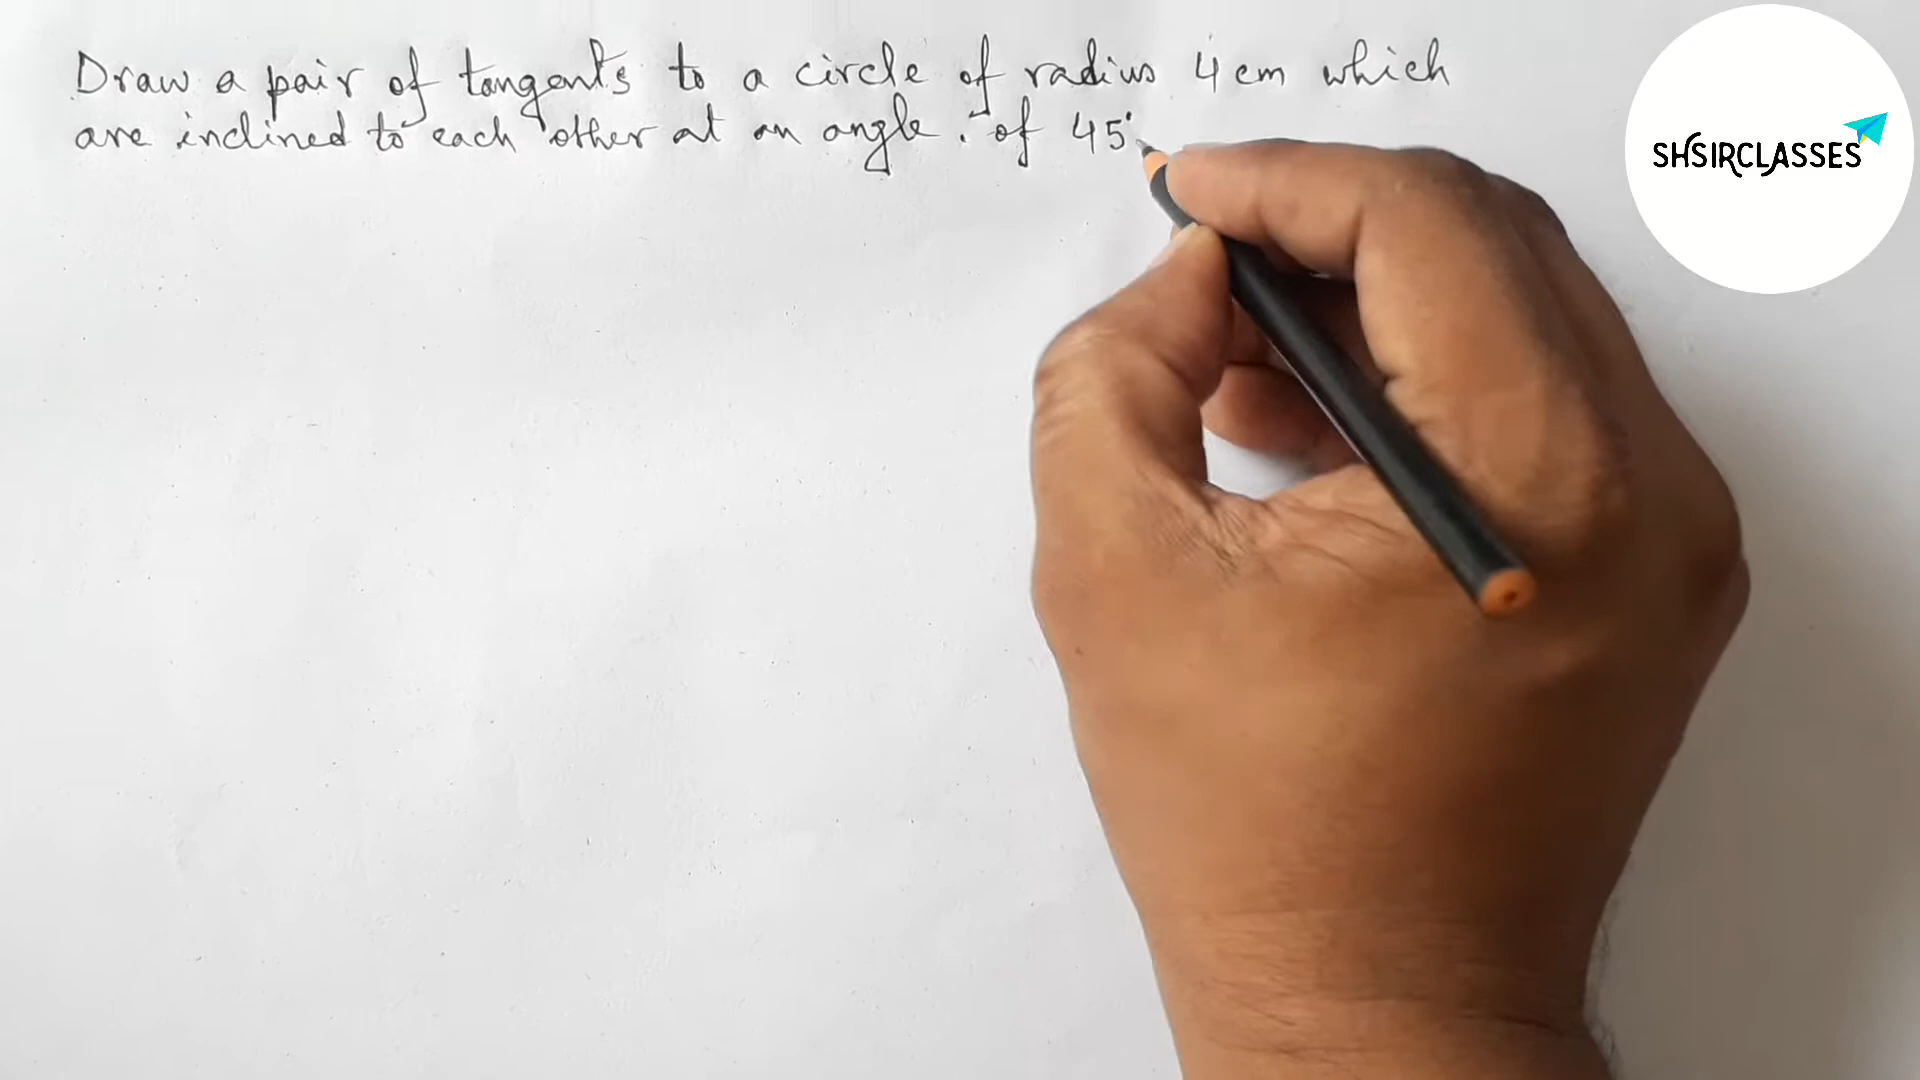 Draw a pair of tangents to a circle of radius 4 cm which
are inclined to each other at an angle. of 45°
SHSIRCLASSES